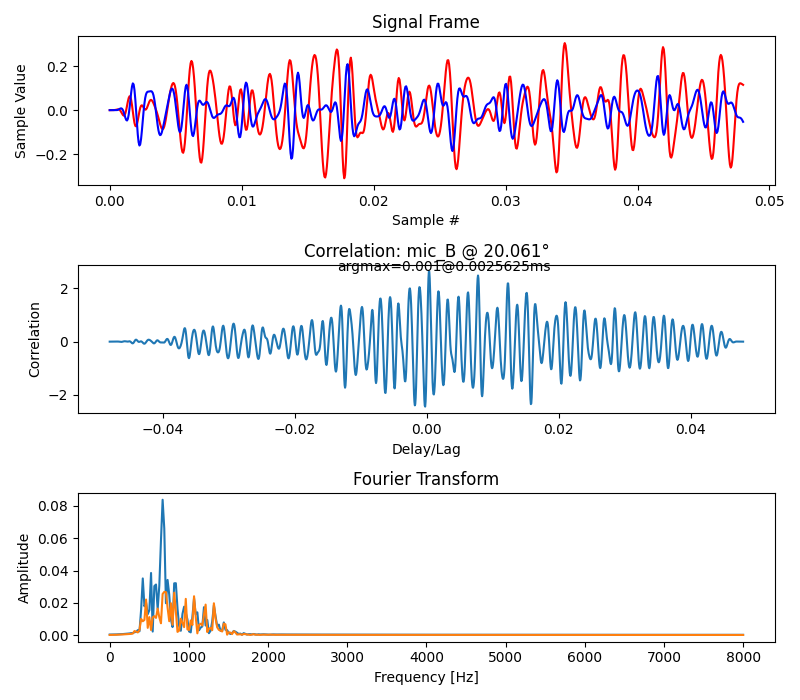 Signal Frame
Sample Value
0.2
0.0
−0.2
0.00 0.01 0.02 0.03 0.04 0.05
Sample #
Correlation: mic_B @ 20.061°
argmax=0.001@0.0025625ms
Correlation
2
0
−2
−0.04 −0.02 0.00 0.02 0.04
Delay/Lag
Fourier Transform
Amplitude
0.08
0.06
0.04
0.02
0.00
0 1000 2000 3000 4000 5000 6000 7000 8000
Frequency [Hz]